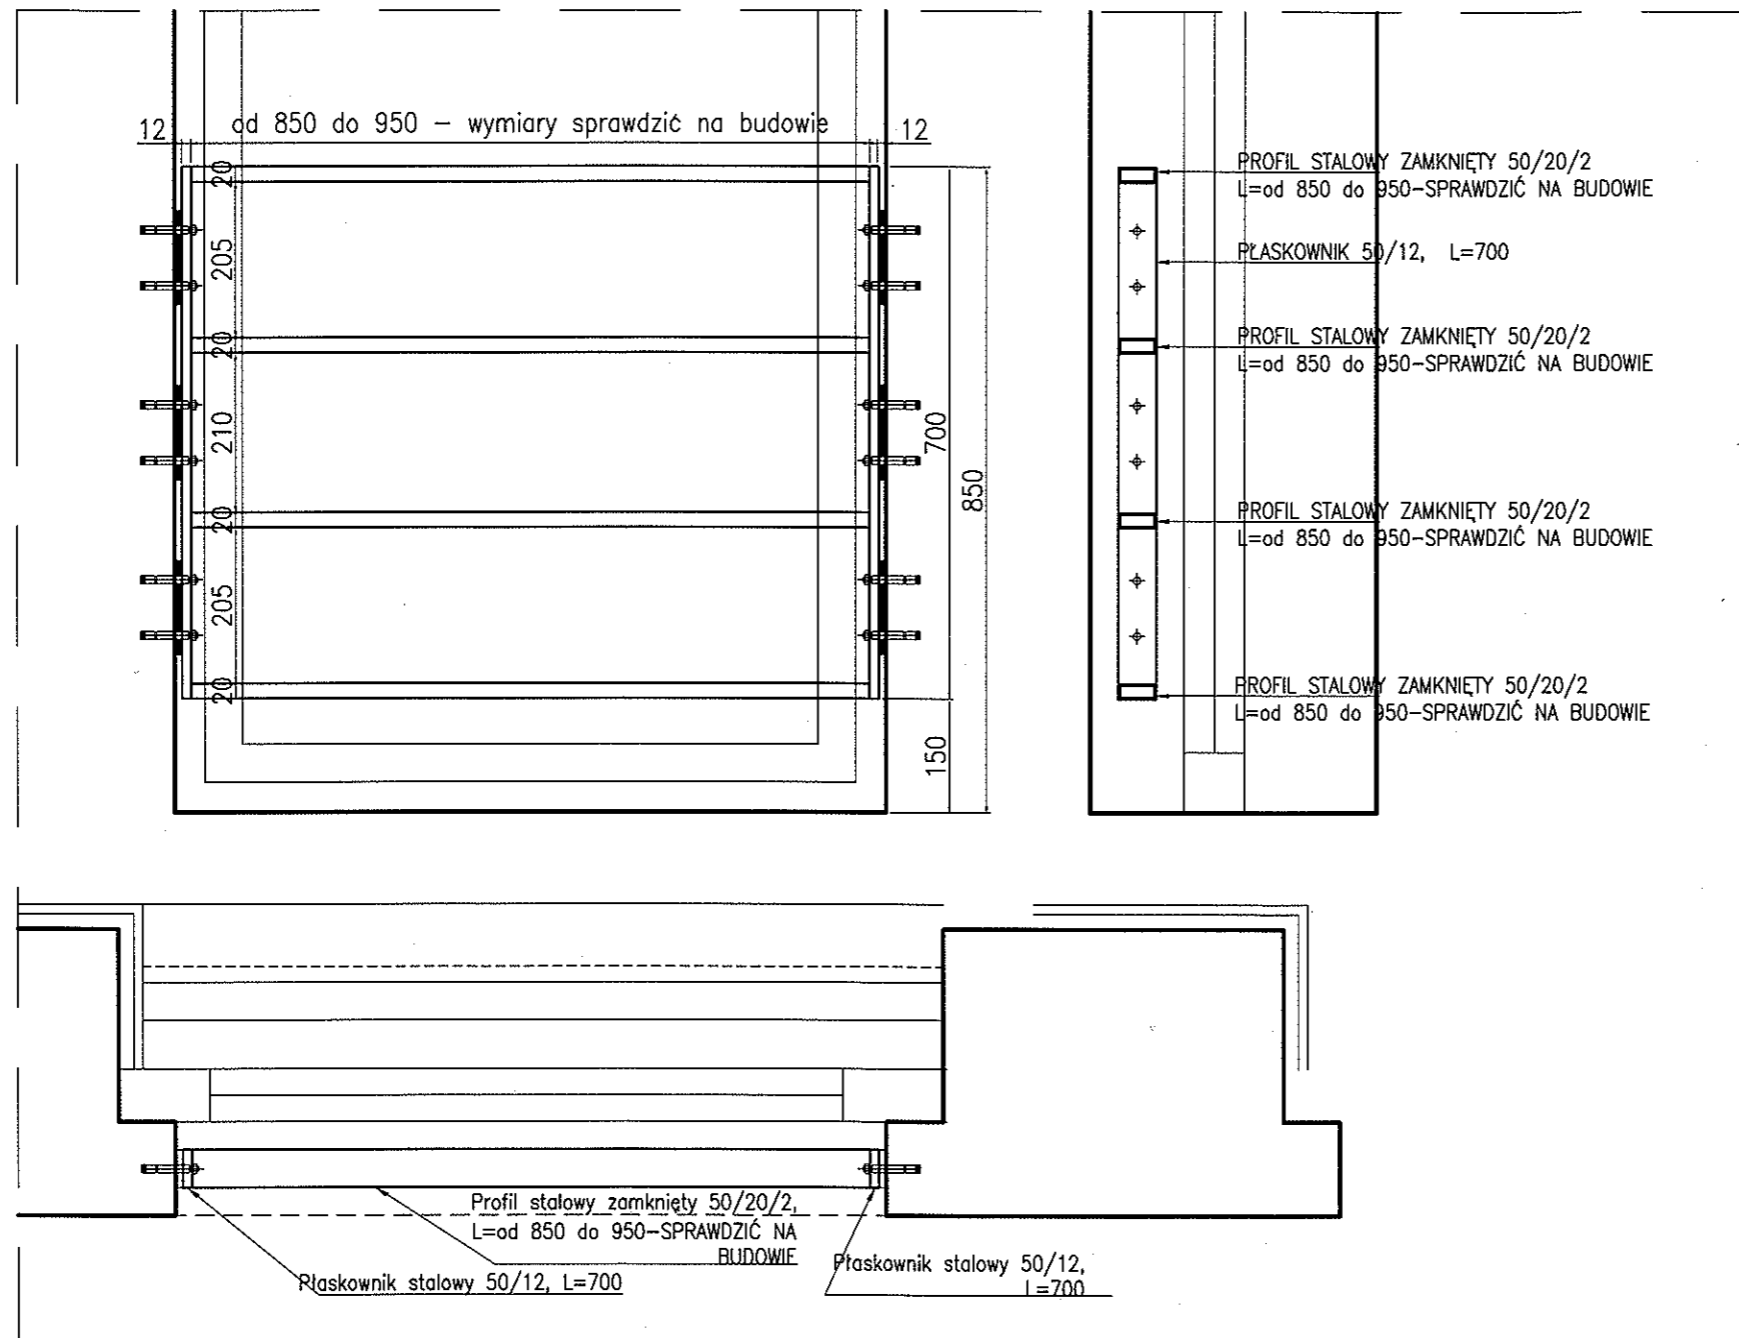 12
od 850 do 950 – wymiary sprawdzić na budowie
12
20
205
20
210
20
205
20
700
850
150
PROFIL STALOWY ZAMKNIĘTY 50/20/2
L=od 850 do 950-SPRAWDZIĆ NA BUDOWIE
PŁASKOWNIK 50/12, L=700
PROFIL STALOWY ZAMKNIĘTY 50/20/2
L=od 850 do 950-SPRAWDZIĆ NA BUDOWIE
PROFIL STALOWY ZAMKNIĘTY 50/20/2
L=od 850 do 950-SPRAWDZIĆ NA BUDOWIE
PROFIL STALOWY ZAMKNIĘTY 50/20/2
L=od 850 do 950-SPRAWDZIĆ NA BUDOWIE
Profil stalowy zamknięty 50/20/2,
L=od 850 do 950-SPRAWDZIĆ NA
BUDOWIE
Płaskownik stalowy 50/12, L=700
Płaskownik stalowy 50/12,
L=700